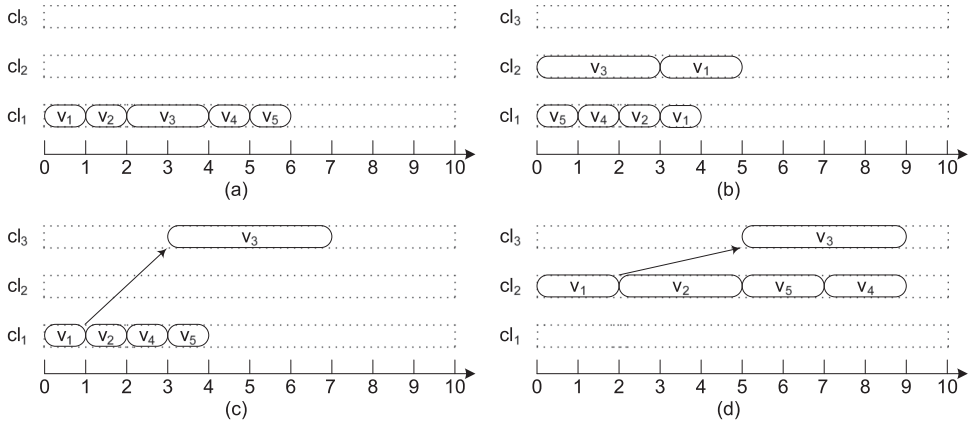 cl₃
cl₂
cl₁ v₁ v₂ v₃ v₄ v₅
0 1 2 3 4 5 6 7 8 9 10
(a)
cl₃
cl₂ v₃ v₁
cl₁ v₅ v₄ v₂ v₁
0 1 2 3 4 5 6 7 8 9 10
(b)
cl₃ v₃
cl₂
cl₁ v₁ v₂ v₄ v₅
0 1 2 3 4 5 6 7 8 9 10
(c)
cl₃ v₃
cl₂ v₁ v₂ v₅ v₄
cl₁
0 1 2 3 4 5 6 7 8 9 10
(d)